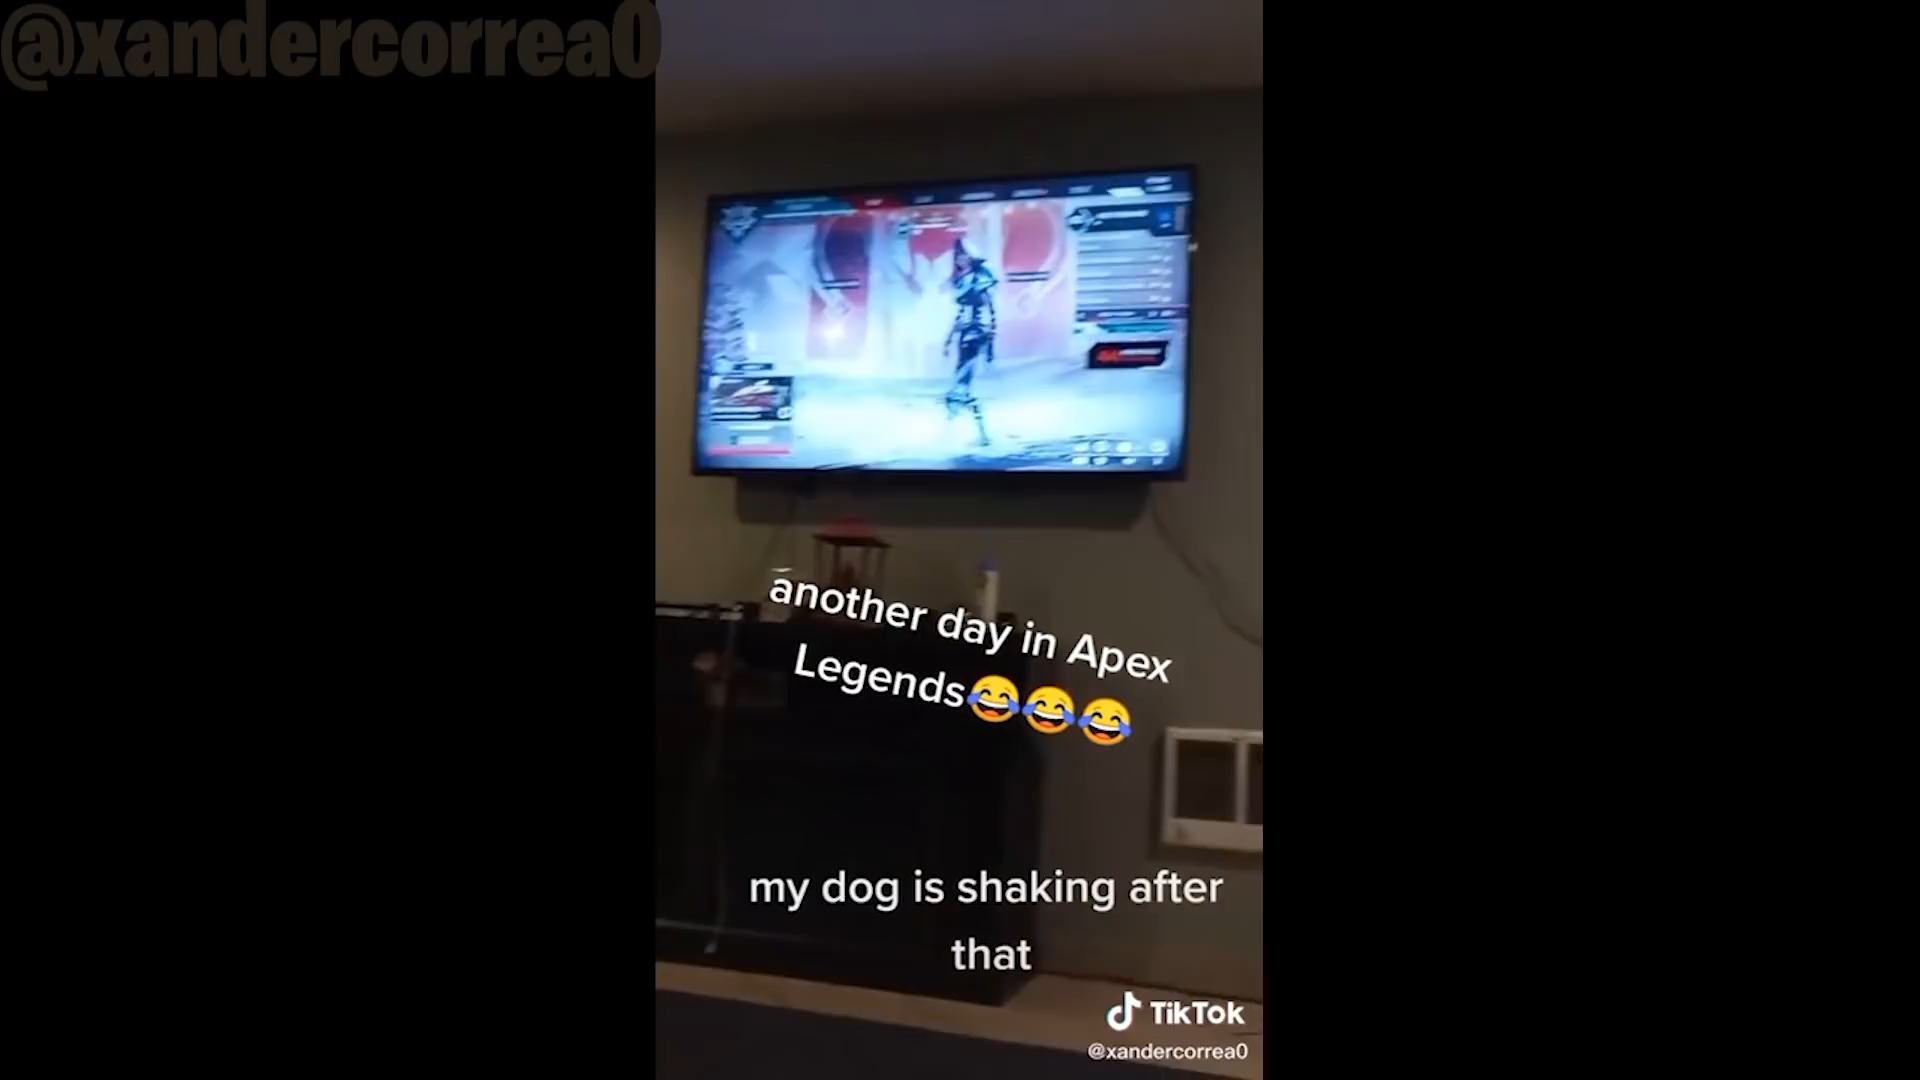 @xandercorrea0
another day in Apex
Legends😂😂😂
my dog is shaking after
that
TikTok
@xandercorrea0